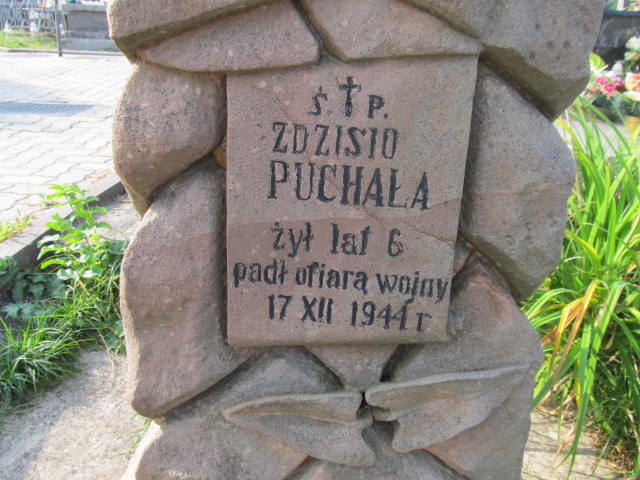 Ś.†P.
ZDZISIO
PUCHAŁA
żył lat 6
padł ofiarą wojny
17 XII 1944 r